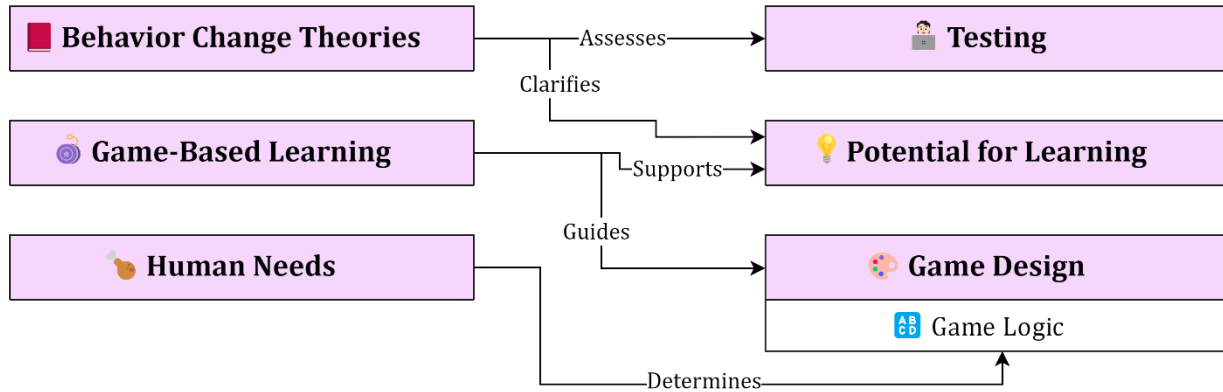 Behavior Change Theories
Assesses
Testing
Clarifies
Game-Based Learning
Supports
Potential for Learning
Guides
Human Needs
Game Design
ABCD Game Logic
Determines